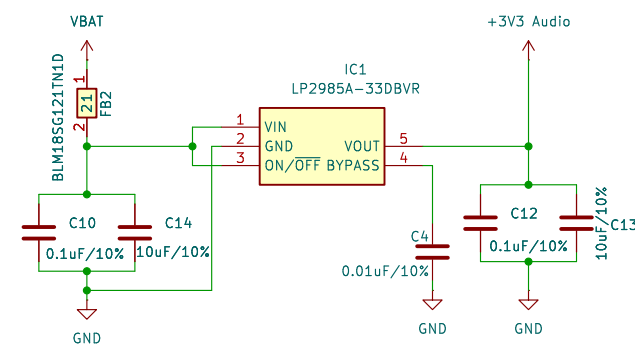 VBAT
+3V3 Audio
BLM18SG121TN1D
1
21
2
FB2
IC1
LP2985A-33DBVR
1
VIN
2
GND
3
ON/OFF
VOUT
5
BYPASS
4
C10
0.1uF/10%
C14
10uF/10%
C4
0.01uF/10%
C12
0.1uF/10%
10uF/10%
C13
GND
GND
GND